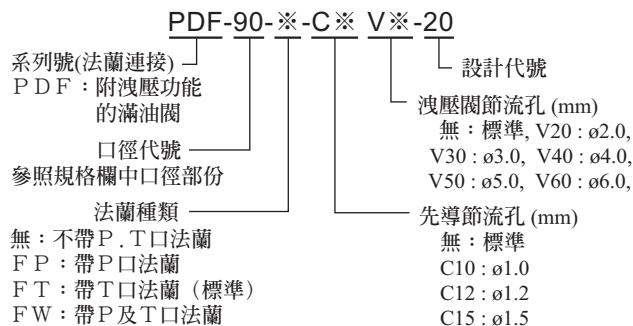 PDF-90-※-C※ V※-20
系列號(法蘭連接)
ＰＤＦ：附洩壓功能
的滿油閥
口徑代號
參照規格欄中口徑部份
法蘭種類
無：不帶Ｐ．Ｔ口法蘭
ＦＰ：帶Ｐ口法蘭
ＦＴ：帶Ｔ口法蘭（標準）
ＦＷ：帶Ｐ及Ｔ口法蘭
設計代號
洩壓閥節流孔 (mm)
無：標準, V20 : ø2.0,
V30 : ø3.0, V40 : ø4.0,
V50 : ø5.0, V60 : ø6.0,
先導節流孔 (mm)
無：標準
C10 : ø1.0
C12 : ø1.2
C15 : ø1.5